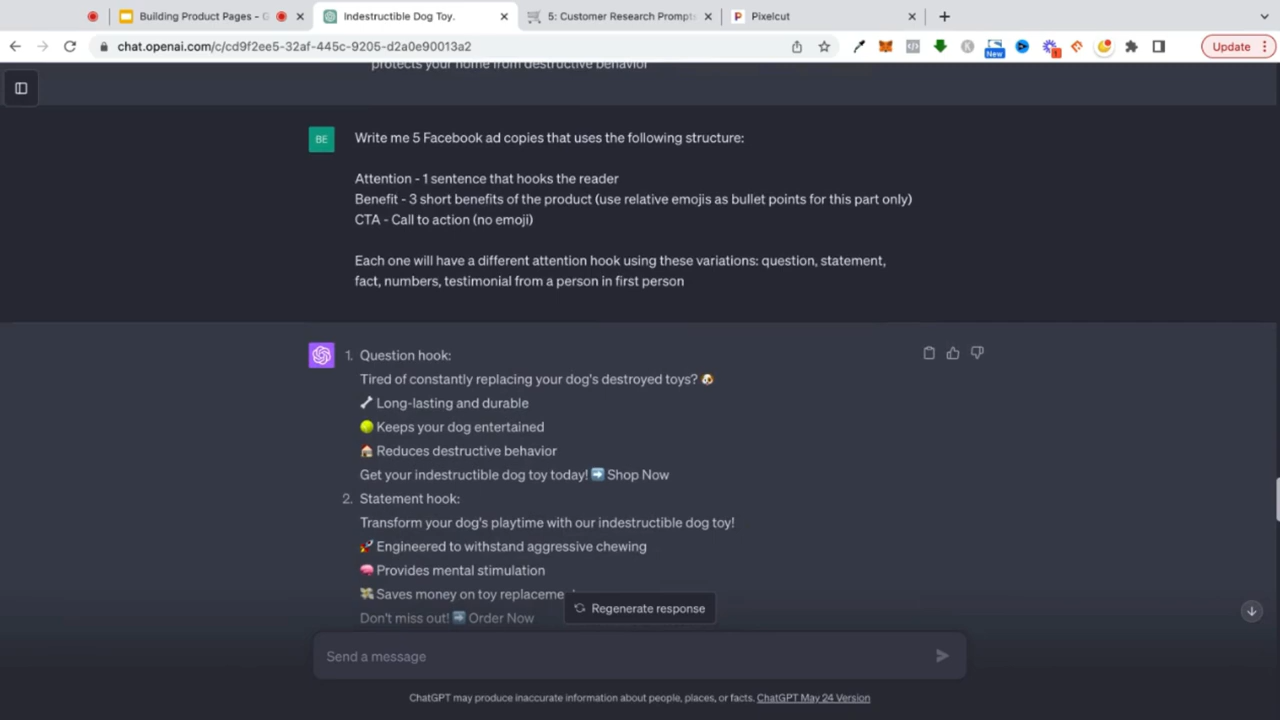 Building Product Pages - G
Indestructible Dog Toy.
5: Customer Research Prompts
Pixelcut
chat.openai.com/c/cd9f2ee5-32af-445c-9205-d2a0e90013a2
New
1
Update
protects your home from destructive behavior
BE
Write me 5 Facebook ad copies that uses the following structure:
Attention - 1 sentence that hooks the reader
Benefit - 3 short benefits of the product (use relative emojis as bullet points for this part only)
CTA - Call to action (no emoji)
Each one will have a different attention hook using these variations: question, statement,
fact, numbers, testimonial from a person in first person
1. Question hook:
Tired of constantly replacing your dog's destroyed toys? 🐶
🦴 Long-lasting and durable
🎾 Keeps your dog entertained
🏠 Reduces destructive behavior
Get your indestructible dog toy today! ➡️ Shop Now
2. Statement hook:
Transform your dog's playtime with our indestructible dog toy!
🚀 Engineered to withstand aggressive chewing
🧠 Provides mental stimulation
💸 Saves money on toy replaceme
Don't miss out! ➡️ Order Now
Regenerate response
Send a message
ChatGPT may produce inaccurate information about people, places, or facts. ChatGPT May 24 Version